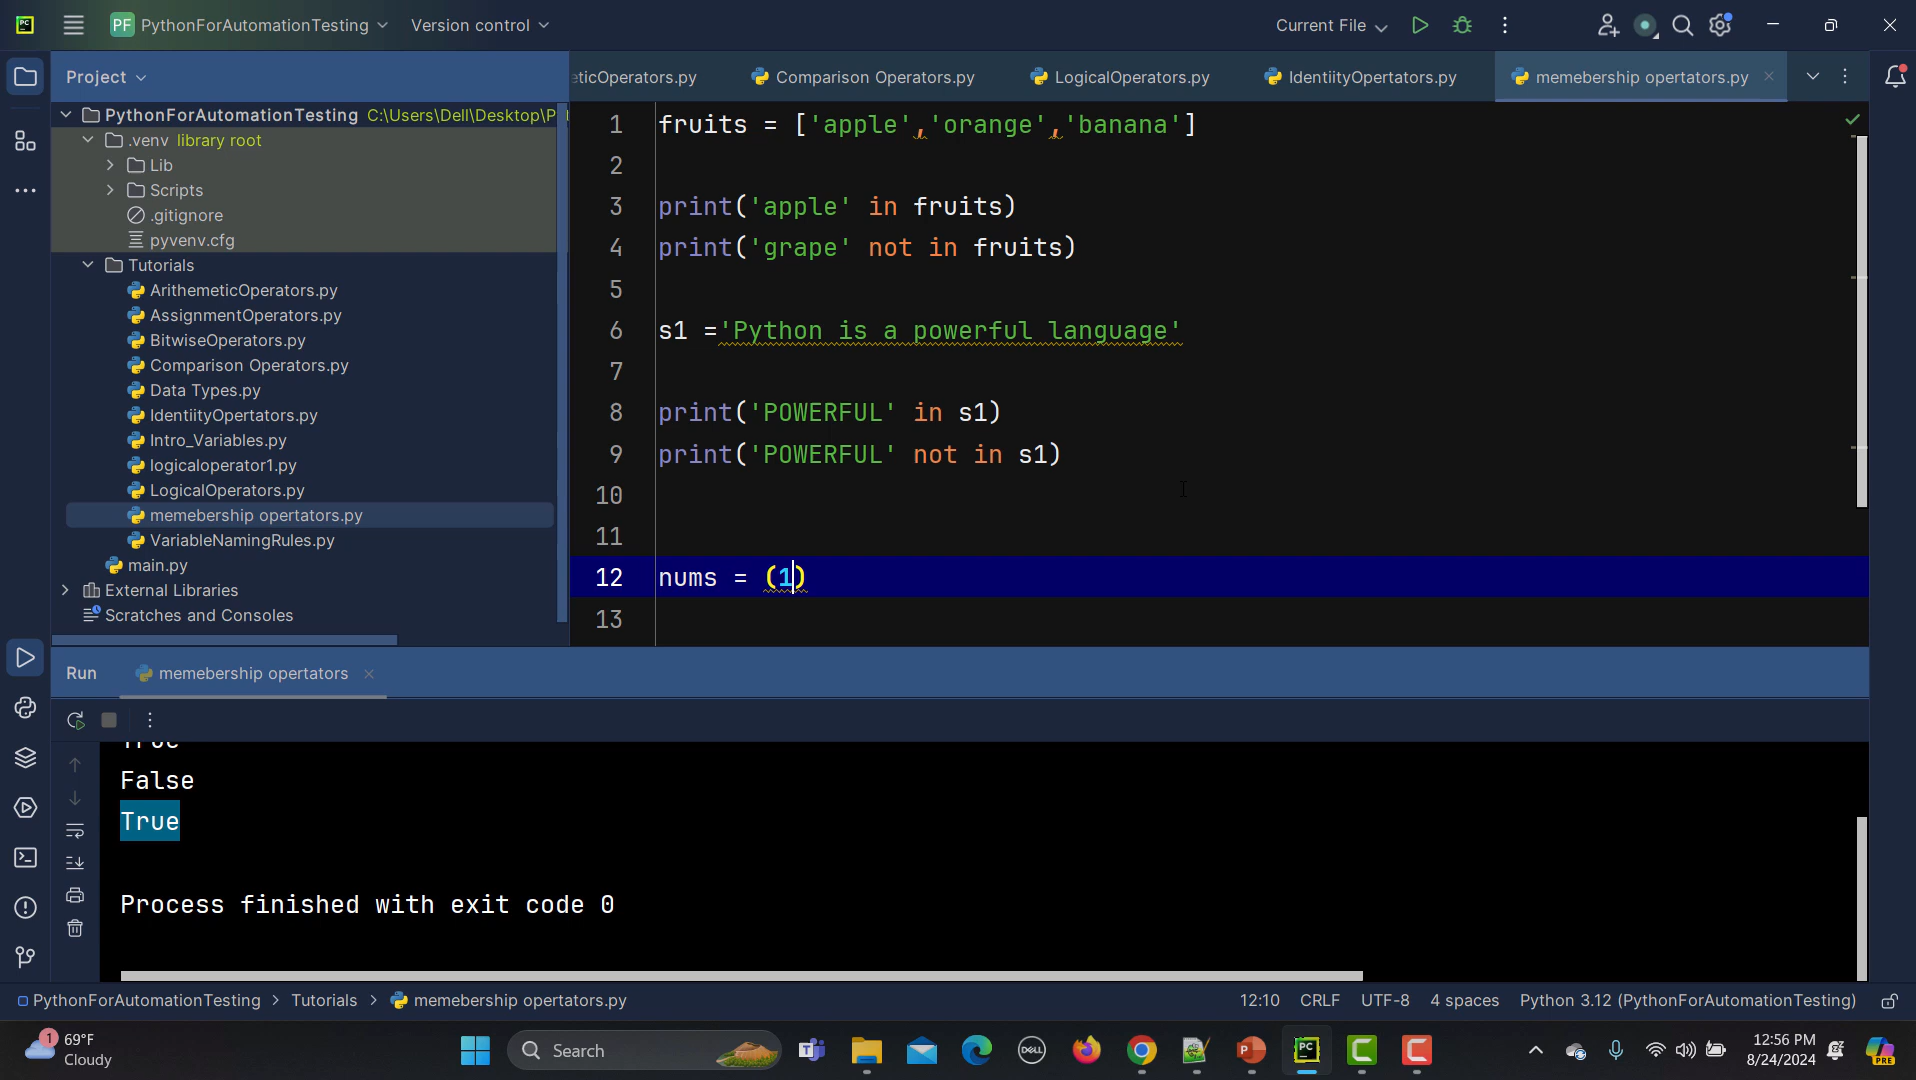 PF PythonForAutomationTesting Version control Current File
Project
eticOperators.py Comparison Operators.py LogicalOperators.py IdentiityOpertators.py memebership opertators.py
PythonForAutomationTesting C:\Users\Dell\Desktop\P
.venv library root
Lib
Scripts
.gitignore
pyvenv.cfg
Tutorials
ArithemeticOperators.py
AssignmentOperators.py
BitwiseOperators.py
Comparison Operators.py
Data Types.py
IdentiityOpertators.py
Intro_Variables.py
logicaloperator1.py
LogicalOperators.py
memebership opertators.py
VariableNamingRules.py
main.py
External Libraries
Scratches and Consoles
1 fruits = ['apple','orange','banana']
2
3 print('apple' in fruits)
4 print('grape' not in fruits)
5
6 s1 ='Python is a powerful language'
7
8 print('POWERFUL' in s1)
9 print('POWERFUL' not in s1)
10
11
12 nums = (1)
13
Run memebership opertators
True
False
True
Process finished with exit code 0
PythonForAutomationTesting > Tutorials > memebership opertators.py 12:10 CRLF UTF-8 4 spaces Python 3.12 (PythonForAutomationTesting)
1 69°F
Cloudy
Search
DELL
12:56 PM
8/24/2024
PRE